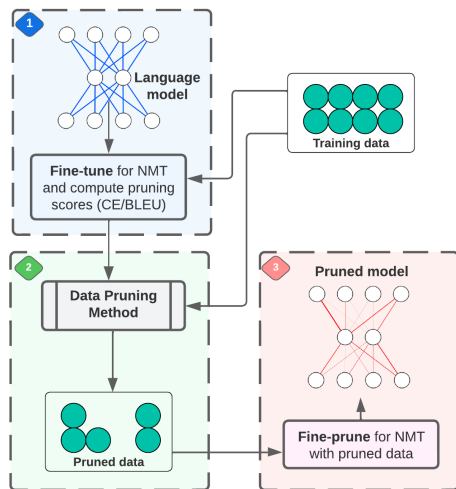 1
Language
model
Fine-tune for NMT
and compute pruning
scores (CE/BLEU)
Training data
2
Data Pruning
Method
Pruned data
3
Pruned model
Fine-prune for NMT
with pruned data